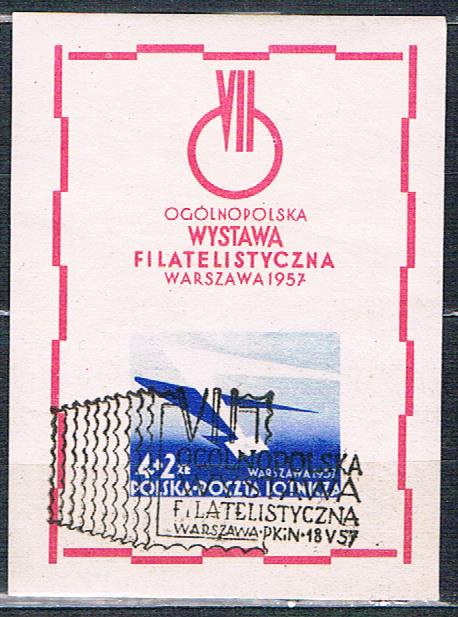 VII
OGÓLNOPOLSKA
WYSTAWA
FILATELISTYCZNA
WARSZAWA 1957
4+2 ZŁ
WARSZAWA 1957
POLSKA·POCZTA LOTNICZA
VII
OGÓLNOPOLSKA
WYSTAWA
FILATELISTYCZNA
WARSZAWA·PKiN·18 V 57